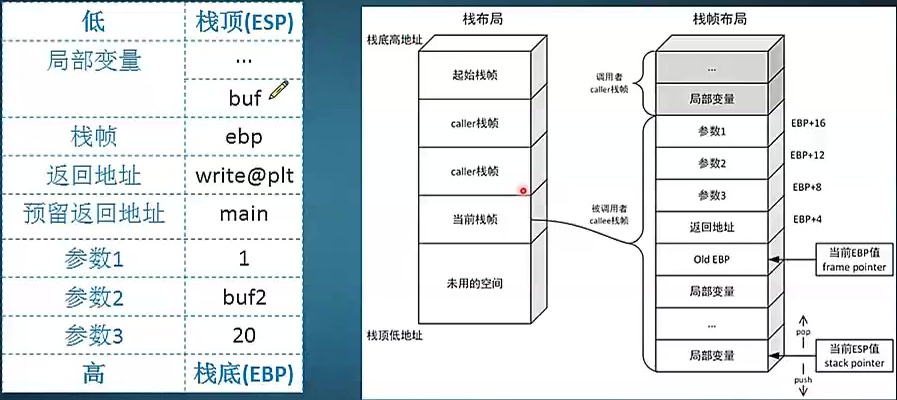 低 栈顶(ESP)
局部变量 ...
buf
栈帧 ebp
返回地址 write@plt
预留返回地址 main
参数1 1
参数2 buf2
参数3 20
高 栈底(EBP)
栈布局
栈底高地址
起始栈帧
caller栈帧
caller栈帧
当前栈帧
未用的空间
栈顶低地址
栈帧布局
调用者
caller栈帧
...
局部变量
被调用者
callee栈帧
参数1 EBP+16
参数2 EBP+12
参数3 EBP+8
返回地址 EBP+4
Old EBP
当前EBP值
frame pointer
局部变量
...
pop
局部变量
当前ESP值
stack pointer
push